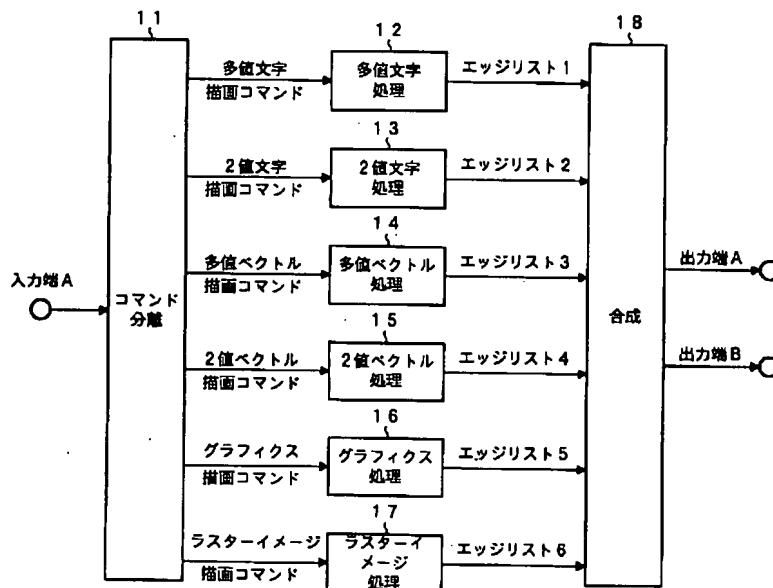 11
12
18
多値文字
描画コマンド
多値文字
処理
エッジリスト1
13
2値文字
描画コマンド
2値文字
処理
エッジリスト2
14
入力端A
コマンド
分離
多値ベクトル
描画コマンド
多値ベクトル
処理
エッジリスト3
合成
出力端A
15
2値ベクトル
描画コマンド
2値ベクトル
処理
エッジリスト4
出力端B
16
グラフィクス
描画コマンド
グラフィクス
処理
エッジリスト5
17
ラスターイメージ
描画コマンド
ラスターイ
メージ
処理
エッジリスト6